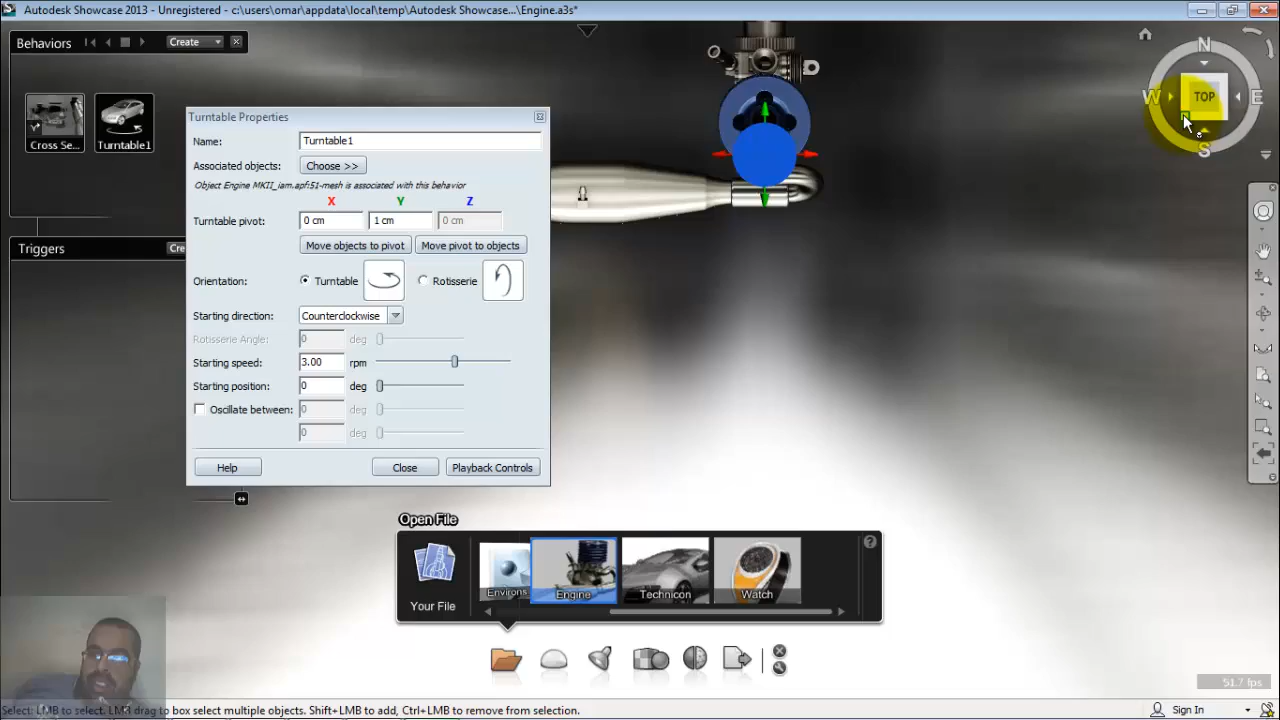 Autodesk Showcase 2013 - Unregistered - c:\users\omar\appdata\local\temp\Autodesk Showcase...\Engine.a3s*
Behaviors
Create
Cross Se...
Turntable1
Triggers
Cre
Turntable Properties
Name:
Turntable1
Associated objects:
Choose >>
Object Engine MKII_iam.apf:51-mesh is associated with this behavior
X Y Z
Turntable pivot:
0 cm
1 cm
0 cm
Move objects to pivot
Move pivot to objects
Orientation:
Turntable
Rotisserie
Starting direction:
Counterclockwise
Rotisserie Angle:
0
deg
Starting speed:
3.00
rpm
Starting position:
0
deg
Oscillate between:
0
deg
0
deg
Help
Close
Playback Controls
N
W
TOP
E
S
Open File
Your File
Environs
Engine
Technicon
Watch
?
51.7 fps
Select: LMB to select. LMB drag to box select multiple objects. Shift+LMB to add, Ctrl+LMB to remove from selection.
Sign In